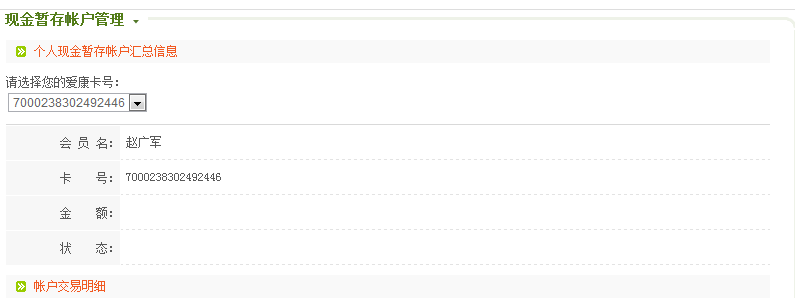 现金暂存帐户管理
个人现金暂存帐户汇总信息
请选择您的爱康卡号：
7000238302492446
会 员 名： 赵广军
卡 号： 7000238302492446
金 额：
状 态：
帐户交易明细